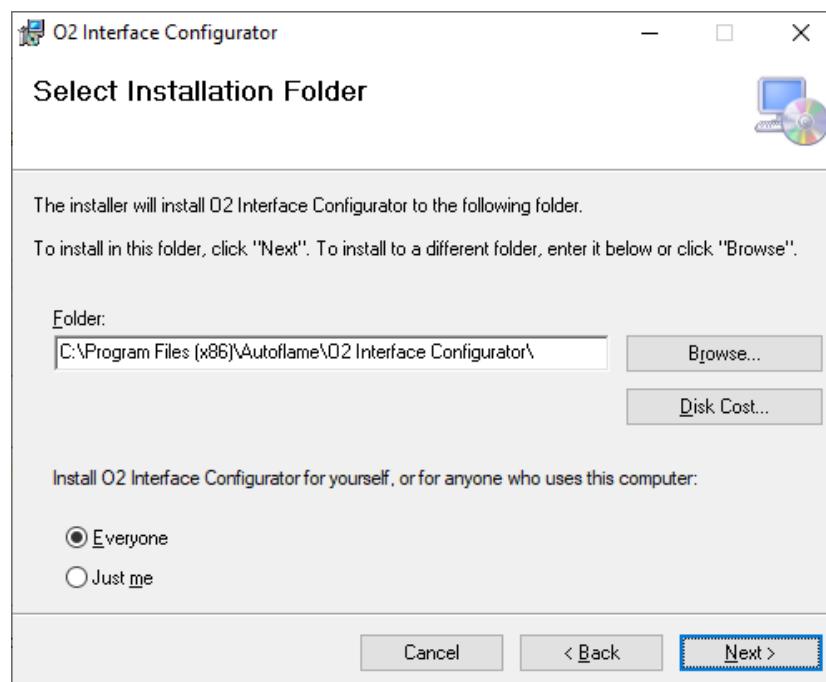 O2 Interface Configurator
Select Installation Folder
The installer will install O2 Interface Configurator to the following folder.
To install in this folder, click "Next". To install to a different folder, enter it below or click "Browse".
Folder:
C:\Program Files (x86)\Autoflame\O2 Interface Configurator\
Browse...
Disk Cost...
Install O2 Interface Configurator for yourself, or for anyone who uses this computer:
Everyone
Just me
Cancel
< Back
Next >